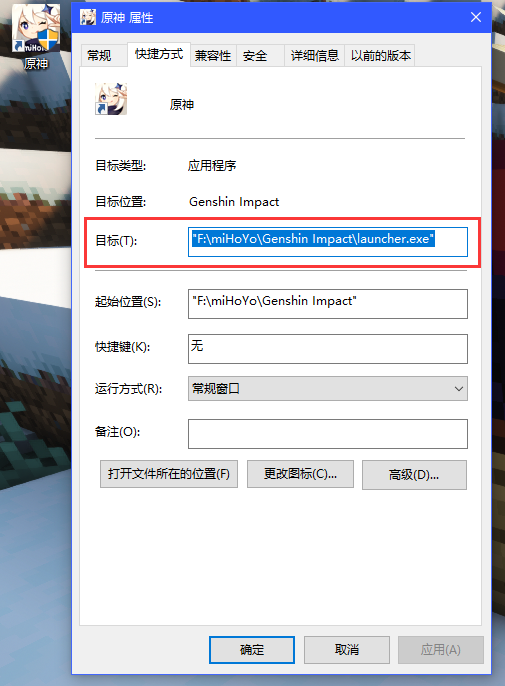 miHoYo
原神
原神 属性
常规 快捷方式 兼容性 安全 详细信息 以前的版本
原神
目标类型: 应用程序
目标位置: Genshin Impact
目标(T): "F:\miHoYo\Genshin Impact\launcher.exe"
起始位置(S): "F:\miHoYo\Genshin Impact"
快捷键(K): 无
运行方式(R): 常规窗口
备注(O):
打开文件所在的位置(F) 更改图标(C)... 高级(D)...
确定 取消 应用(A)